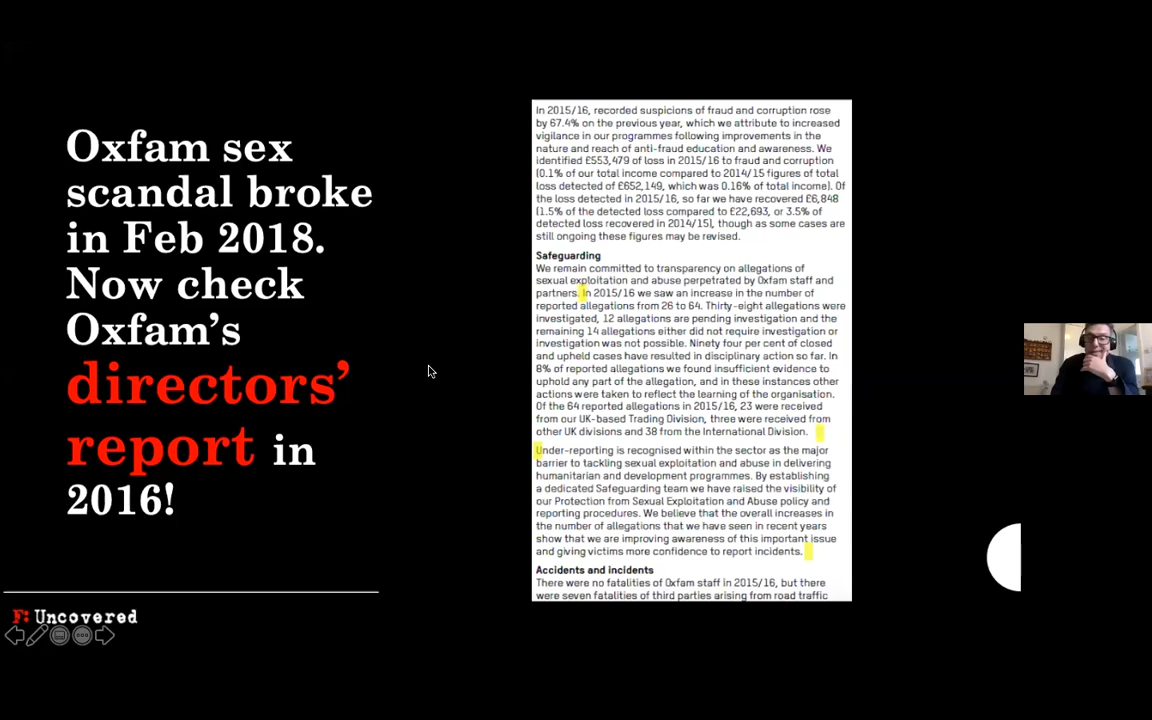 Oxfam sex
scandal broke
in Feb 2018.
Now check
Oxfam's
directors'
report in
2016!
F: Uncovered
In 2015/16, recorded suspicions of fraud and corruption rose
by 67.4% on the previous year, which we attribute to increased
vigilance in our programmes following improvements in the
nature and reach of anti-fraud education and awareness. We
identified £553,479 of loss in 2015/16 to fraud and corruption
(0.1% of our total income compared to 2014/15 figures of total
loss detected of £652,149, which was 0.16% of total income). Of
the loss detected in 2015/16, so far we have recovered £6,848
(1.5% of the detected loss compared to £22,693, or 3.5% of
detected loss recovered in 2014/15), though as some cases are
still ongoing these figures may be revised.
Safeguarding
We remain committed to transparency on allegations of
sexual exploitation and abuse perpetrated by Oxfam staff and
partners. In 2015/16 we saw an increase in the number of
reported allegations from 26 to 64. Thirty-eight allegations were
investigated, 12 allegations are pending investigation and the
remaining 14 allegations either did not require investigation or
investigation was not possible. Ninety four per cent of closed
and upheld cases have resulted in disciplinary action so far. In
8% of reported allegations we found insufficient evidence to
uphold any part of the allegation, and in these instances other
actions were taken to reflect the learning of the organisation.
Of the 64 reported allegations in 2015/16, 23 were received
from our UK-based Trading Division, three were received from
other UK divisions and 38 from the International Division.
Under-reporting is recognised within the sector as the major
barrier to tackling sexual exploitation and abuse in delivering
humanitarian and development programmes. By establishing
a dedicated Safeguarding team we have raised the visibility of
our Protection from Sexual Exploitation and Abuse policy and
reporting procedures. We believe that the overall increases in
the number of allegations that we have seen in recent years
show that we are improving awareness of this important issue
and giving victims more confidence to report incidents.
Accidents and incidents
There were no fatalities of Oxfam staff in 2015/16, but there
were seven fatalities of third parties arising from road traffic